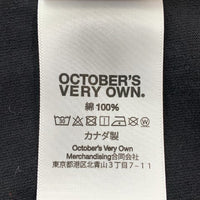 OCTOBER'S
VERY OWN.
綿 100%
カナダ製
October's Very Own
Merchandising合同会社
東京都港区北青山3丁目7-11